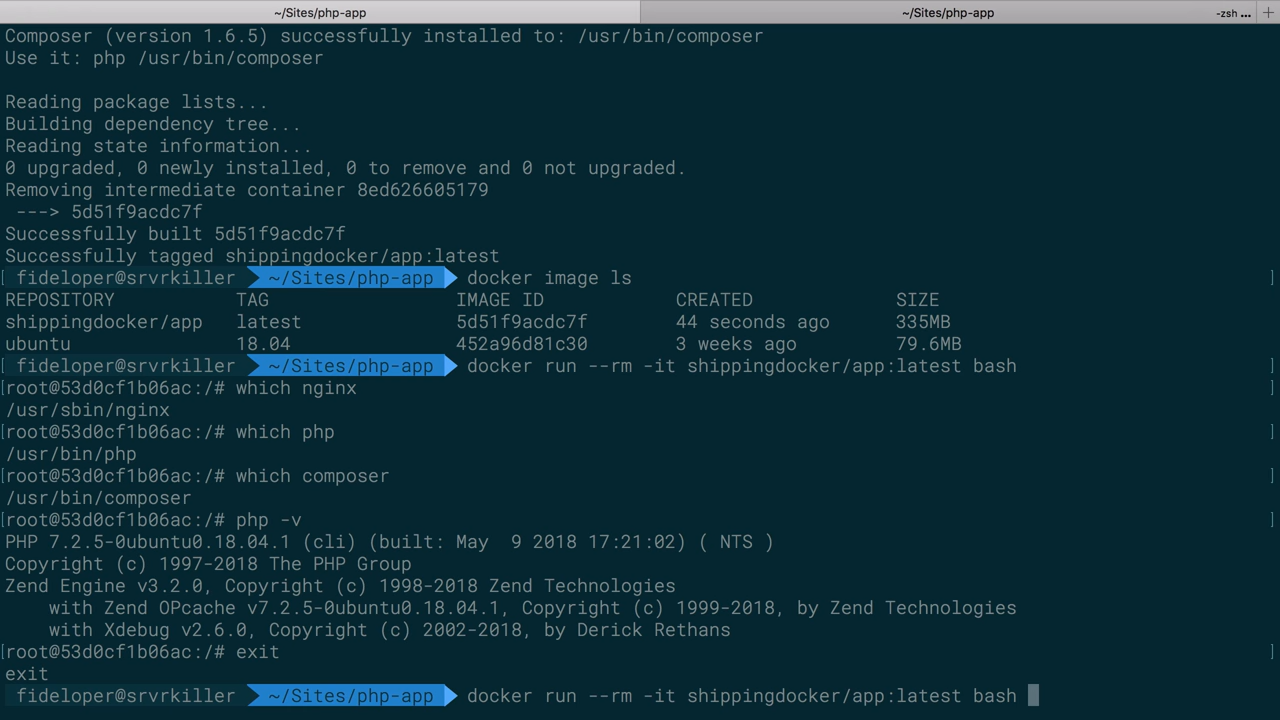 ~/Sites/php-app ~/Sites/php-app -zsh ... +
Composer (version 1.6.5) successfully installed to: /usr/bin/composer
Use it: php /usr/bin/composer
Reading package lists...
Building dependency tree...
Reading state information...
0 upgraded, 0 newly installed, 0 to remove and 0 not upgraded.
Removing intermediate container 8ed626605179
 ---> 5d51f9acdc7f
Successfully built 5d51f9acdc7f
Successfully tagged shippingdocker/app:latest
[ fideloper@srvrkiller ~/Sites/php-app docker image ls ]
REPOSITORY TAG IMAGE ID CREATED SIZE
shippingdocker/app latest 5d51f9acdc7f 44 seconds ago 335MB
ubuntu 18.04 452a96d81c30 3 weeks ago 79.6MB
[ fideloper@srvrkiller ~/Sites/php-app docker run --rm -it shippingdocker/app:latest bash ]
[root@53d0cf1b06ac:/# which nginx ]
/usr/sbin/nginx
[root@53d0cf1b06ac:/# which php ]
/usr/bin/php
[root@53d0cf1b06ac:/# which composer ]
/usr/bin/composer
[root@53d0cf1b06ac:/# php -v ]
PHP 7.2.5-0ubuntu0.18.04.1 (cli) (built: May  9 2018 17:21:02) ( NTS )
Copyright (c) 1997-2018 The PHP Group
Zend Engine v3.2.0, Copyright (c) 1998-2018 Zend Technologies
    with Zend OPcache v7.2.5-0ubuntu0.18.04.1, Copyright (c) 1999-2018, by Zend Technologies
    with Xdebug v2.6.0, Copyright (c) 2002-2018, by Derick Rethans
[root@53d0cf1b06ac:/# exit ]
exit
fideloper@srvrkiller ~/Sites/php-app docker run --rm -it shippingdocker/app:latest bash